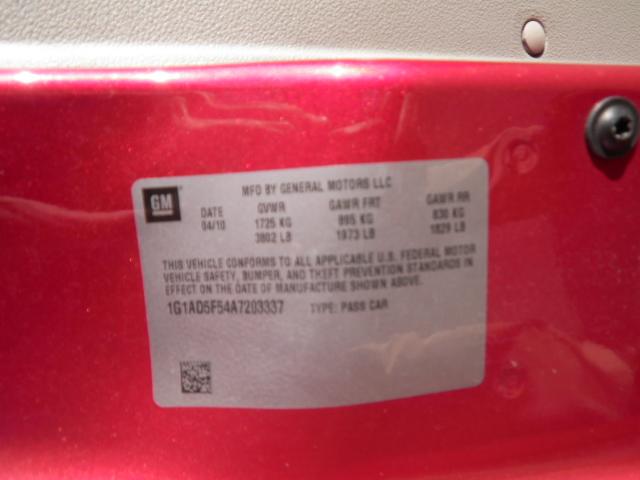 GM
MFD BY GENERAL MOTORS LLC
DATE GVWR GAWR FRT GAWR RR
04/10 1725 KG 895 KG 830 KG
3802 LB 1973 LB 1829 LB
THIS VEHICLE CONFORMS TO ALL APPLICABLE U.S. FEDERAL MOTOR
VEHICLE SAFETY, BUMPER, AND THEFT PREVENTION STANDARDS IN
EFFECT ON THE DATE OF MANUFACTURE SHOWN ABOVE.
1G1AD5F54A7203337 TYPE: PASS CAR